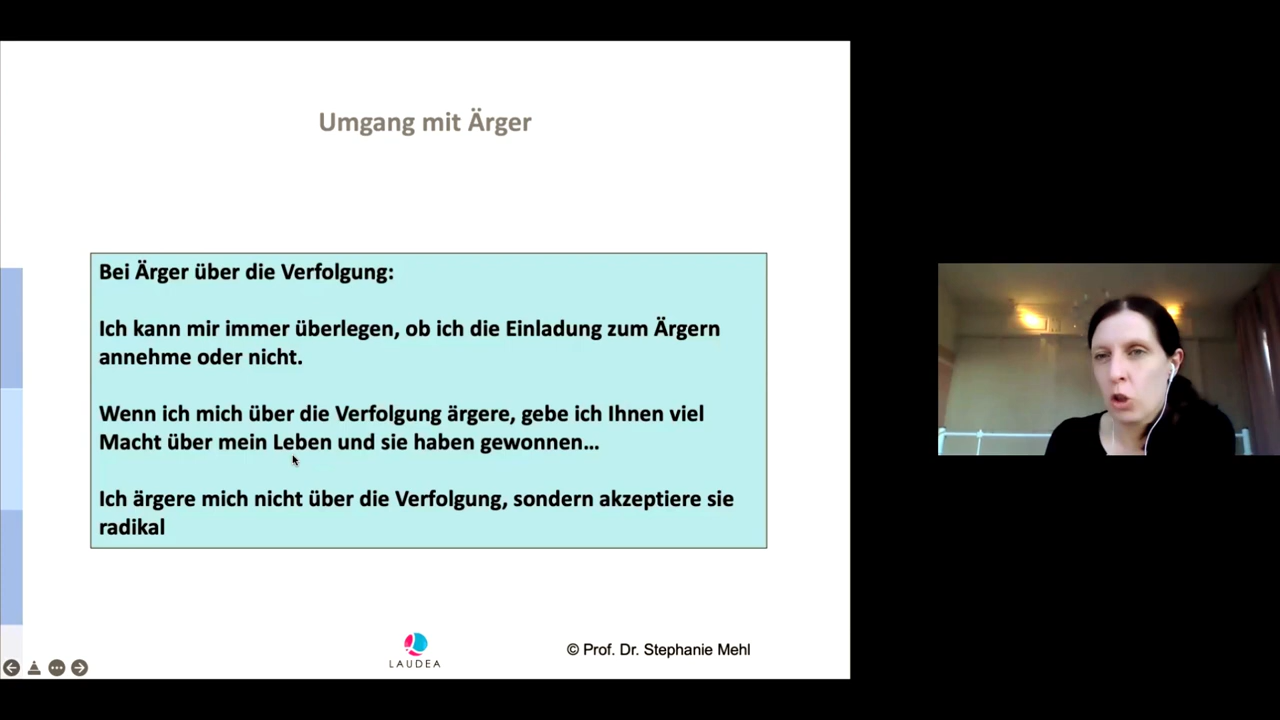 Umgang mit Ärger
Bei Ärger über die Verfolgung:
Ich kann mir immer überlegen, ob ich die Einladung zum Ärgern
annehme oder nicht.
Wenn ich mich über die Verfolgung ärgere, gebe ich Ihnen viel
Macht über mein Leben und sie haben gewonnen...
Ich ärgere mich nicht über die Verfolgung, sondern akzeptiere sie
radikal
LAUDEA
© Prof. Dr. Stephanie Mehl